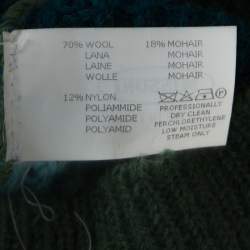 70% WOOL 18% MOHAIR
LANA MOHAIR
LAINE MOHAIR
WOLLE MOHAIR
12% NYLON
POLIAMMIDE PROFESSIONALLY
POLYAMIDE DRY CLEAN
POLYAMID PERCHLORETHYLENE
LOW MOISTURE
STEAM ONLY